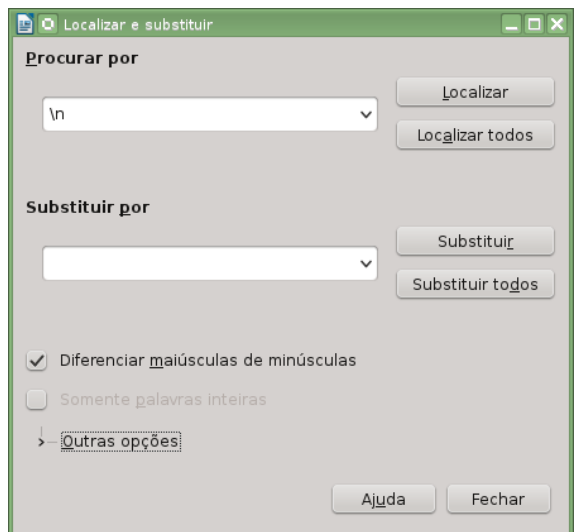 Localizar e substituir
Procurar por
\n
Localizar
Localizar todos
Substituir por
Substituir
Substituir todos
Diferenciar maiúsculas de minúsculas
Somente palavras inteiras
Outras opções
Ajuda
Fechar